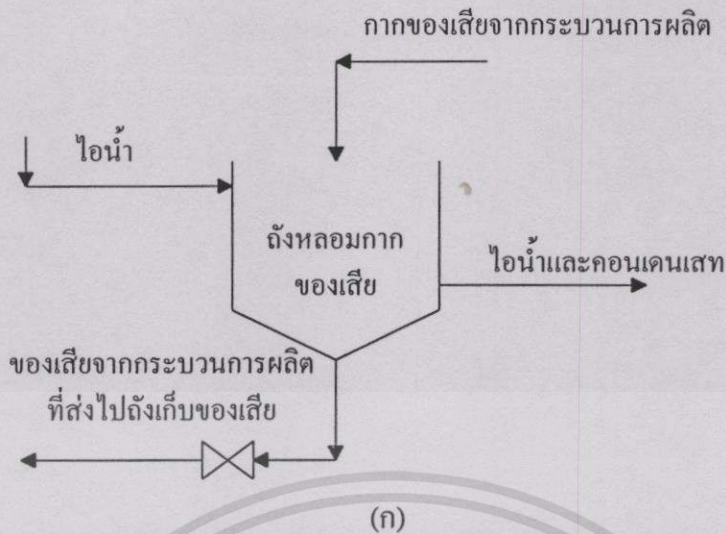 กากของเสียจากกระบวนการผลิต
ไอน้ำ
ถังหลอมกาก
ของเสีย
ไอน้ำและคอนเดนเสท
ของเสียจากกระบวนการผลิต
ที่ส่งไปถังเก็บของเสีย
(ก)